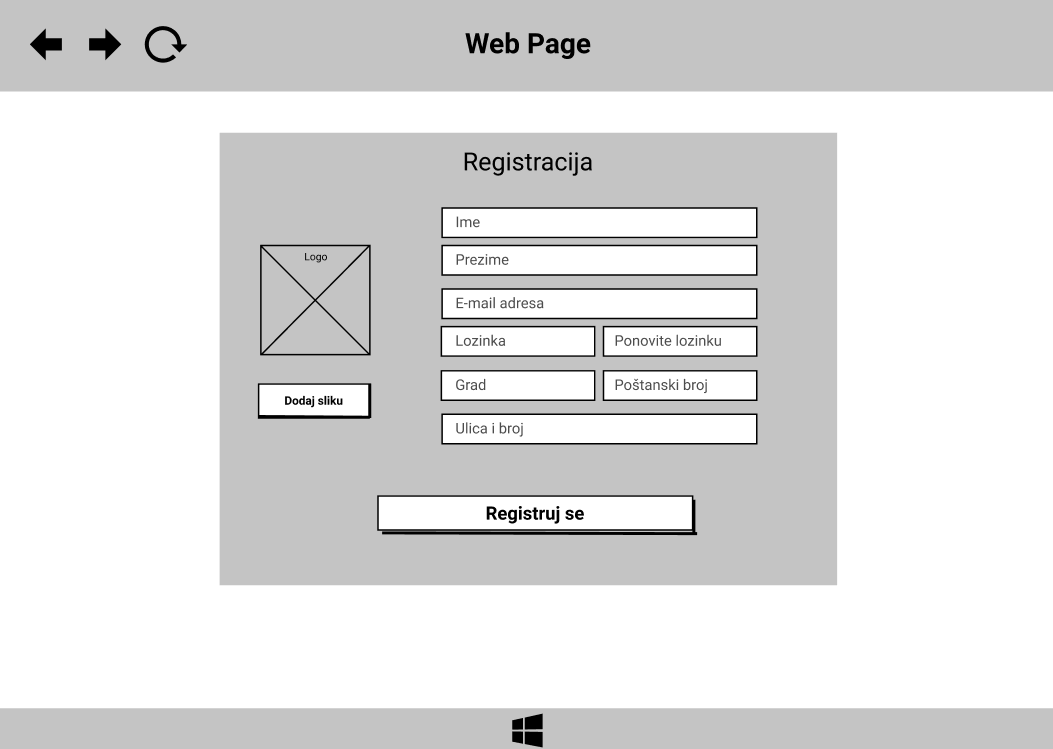 Web Page
Registracija
Ime
Logo
Prezime
E-mail adresa
Lozinka
Ponovite lozinku
Grad
Poštanski broj
Dodaj sliku
Ulica i broj
Registruj se